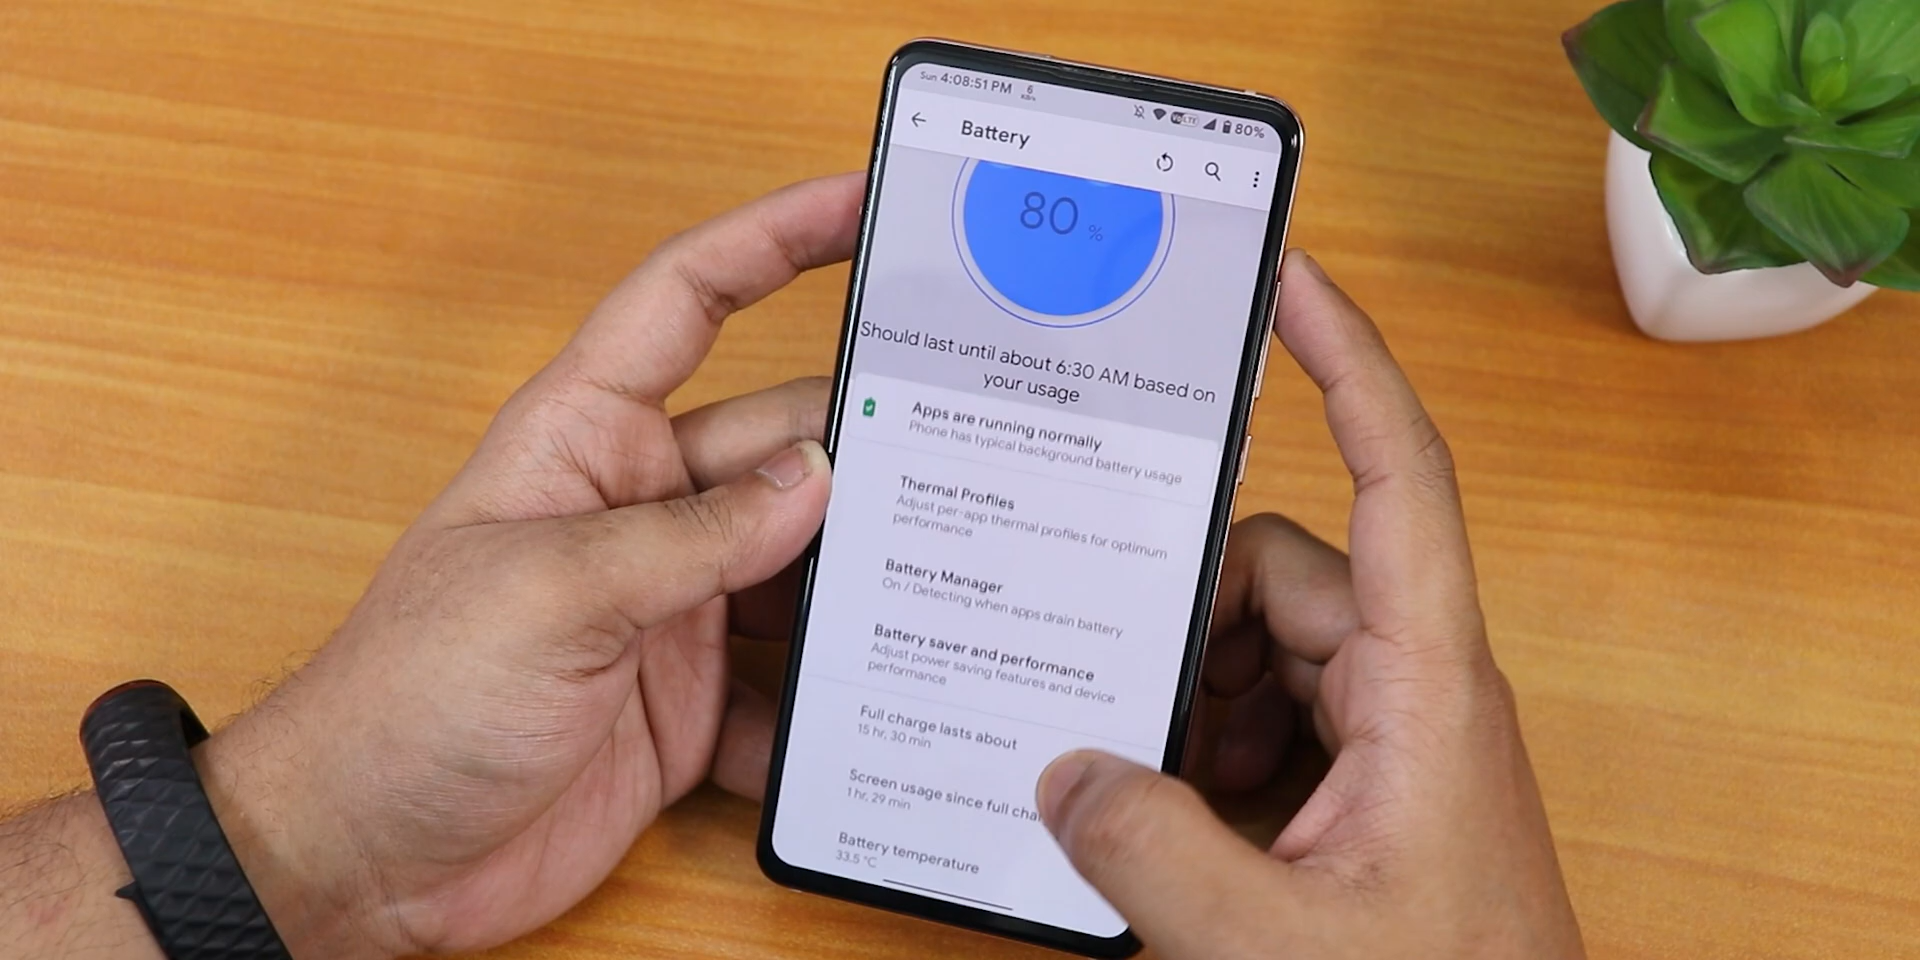 Sun 4:08:51 PM 6 KB/s VoLTE 80%
Battery
80 %
Should last until about 6:30 AM based on
your usage
Apps are running normally
Phone has typical background battery usage
Thermal Profiles
Adjust per-app thermal profiles for optimum
performance
Battery Manager
On / Detecting when apps drain battery
Battery saver and performance
Adjust power saving features and device
performance
Full charge lasts about
15 hr, 30 min
Screen usage since full
1 hr, 29 min
Battery temperature
33.5 °C